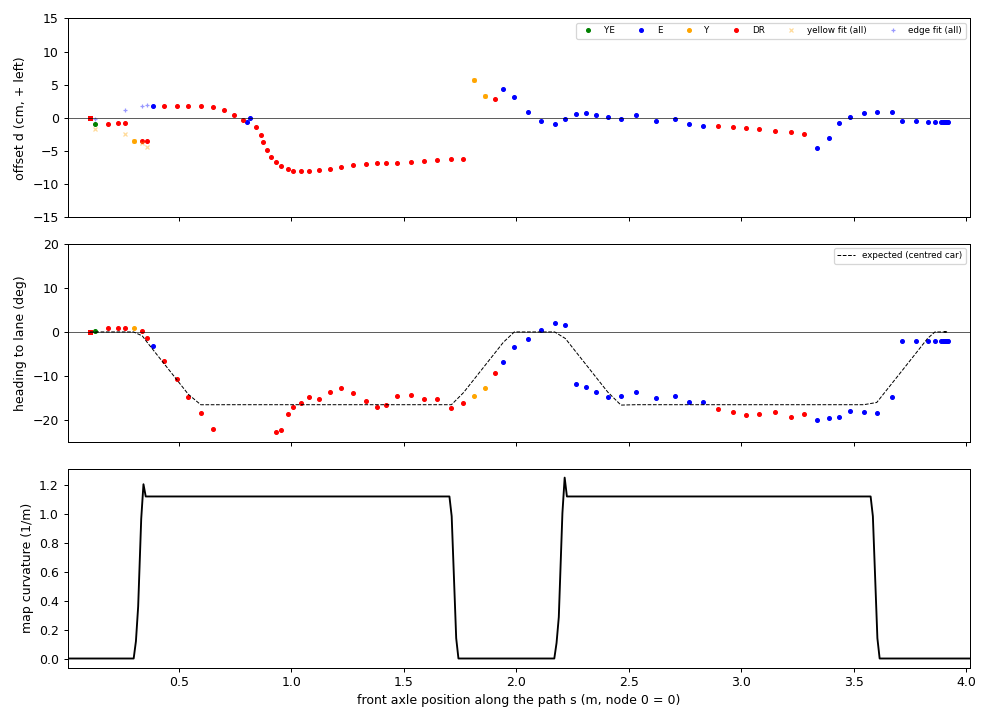 15
10
5
0
−5
−10
−15
offset d (cm, + left)
YE E Y DR yellow fit (all) edge fit (all)
20
10
0
−10
−20
heading to lane (deg)
expected (centred car)
1.2
1.0
0.8
0.6
0.4
0.2
0.0
map curvature (1/m)
0.5 1.0 1.5 2.0 2.5 3.0 3.5 4.0
front axle position along the path s (m, node 0 = 0)